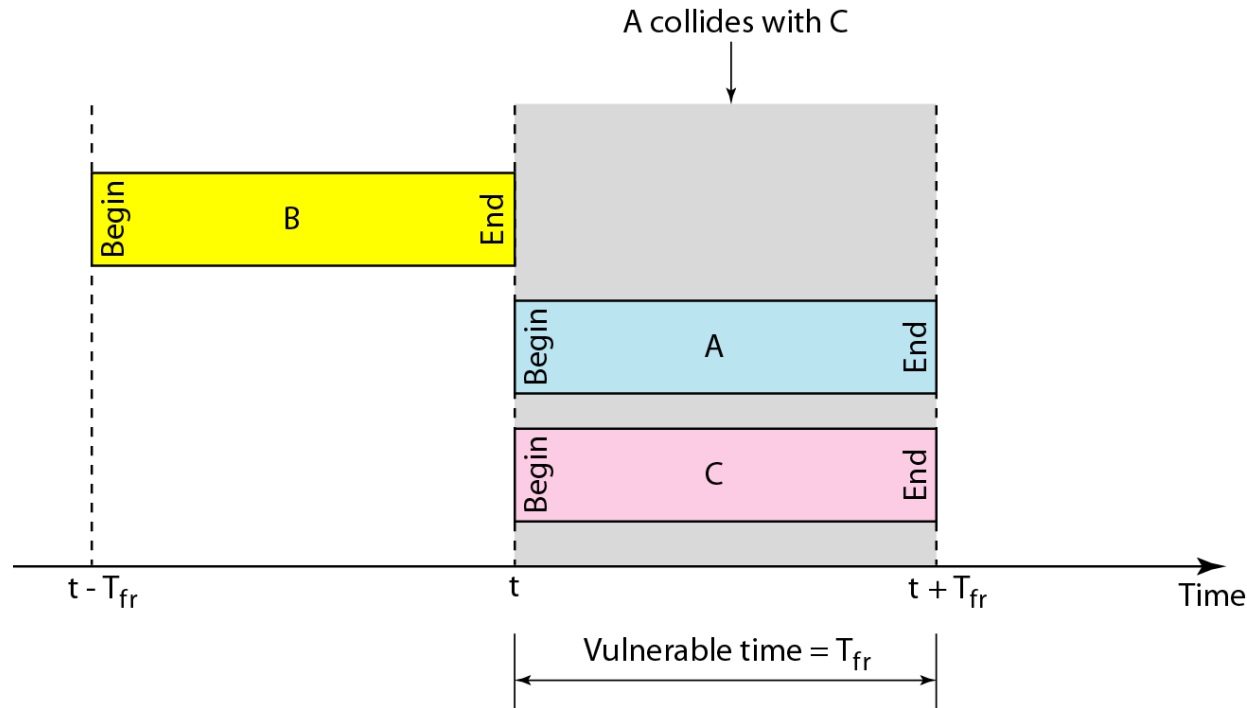 A collides with C
Begin
B
End
Begin
A
End
Begin
C
End
t - Tfr
t
t + Tfr
Time
Vulnerable time = Tfr